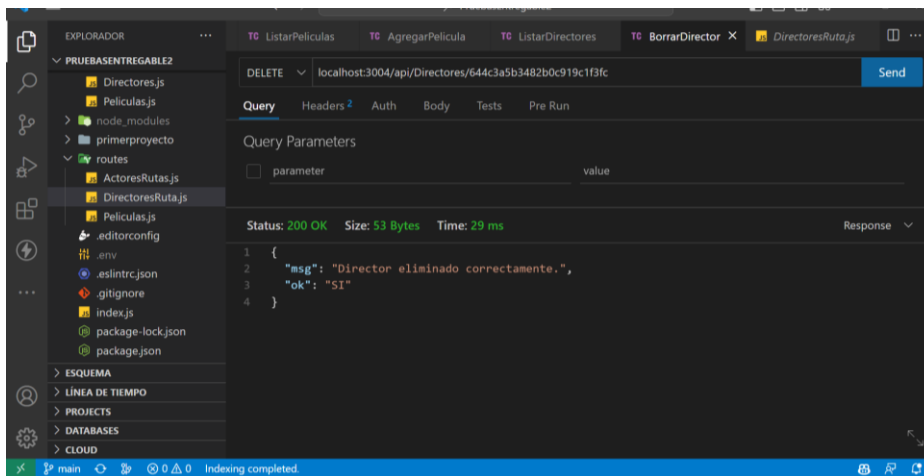 EXPLORADOR ...
PRUEBASENTREGABLE2
Directores.js
Peliculas.js
node_modules
primerproyecto
routes
ActoresRutas.js
DirectoresRuta.js
Peliculas.js
.editorconfig
.env
.eslintrc.json
.gitignore
index.js
package-lock.json
package.json
ESQUEMA
LÍNEA DE TIEMPO
PROJECTS
DATABASES
CLOUD
TC ListarPeliculas TC AgregarPelicula TC ListarDirectores TC BorrarDirector JS DirectoresRuta.js ...
DELETE localhost:3004/api/Directores/644c3a5b3482b0c919c1f3fc Send
Query Headers 2 Auth Body Tests Pre Run
Query Parameters
parameter value
Status: 200 OK Size: 53 Bytes Time: 29 ms Response
1 {
2 "msg": "Director eliminado correctamente.",
3 "ok": "SI"
4 }
main 0 0 Indexing completed.